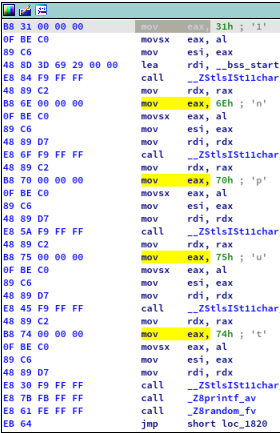 B8 31 00 00 00 mov eax, 31h ; '1'
0F BE C0 movsx eax, al
89 C6 mov esi, eax
48 8D 3D 69 29 00 00 lea rdi, __bss_start
E8 84 F9 FF FF call __ZStlsISt11char
48 89 C2 mov rdx, rax
B8 6E 00 00 00 mov eax, 6Eh ; 'n'
0F BE C0 movsx eax, al
89 C6 mov esi, eax
48 89 D7 mov rdi, rdx
E8 6F F9 FF FF call __ZStlsISt11char
48 89 C2 mov rdx, rax
B8 70 00 00 00 mov eax, 70h ; 'p'
0F BE C0 movsx eax, al
89 C6 mov esi, eax
48 89 D7 mov rdi, rdx
E8 5A F9 FF FF call __ZStlsISt11char
48 89 C2 mov rdx, rax
B8 75 00 00 00 mov eax, 75h ; 'u'
0F BE C0 movsx eax, al
89 C6 mov esi, eax
48 89 D7 mov rdi, rdx
E8 45 F9 FF FF call __ZStlsISt11char
48 89 C2 mov rdx, rax
B8 74 00 00 00 mov eax, 74h ; 't'
0F BE C0 movsx eax, al
89 C6 mov esi, eax
48 89 D7 mov rdi, rdx
E8 30 F9 FF FF call __ZStlsISt11char
E8 7B FB FF FF call _Z8printf_av
E8 61 FE FF FF call _Z8random_fv
EB 64 jmp short loc_1820